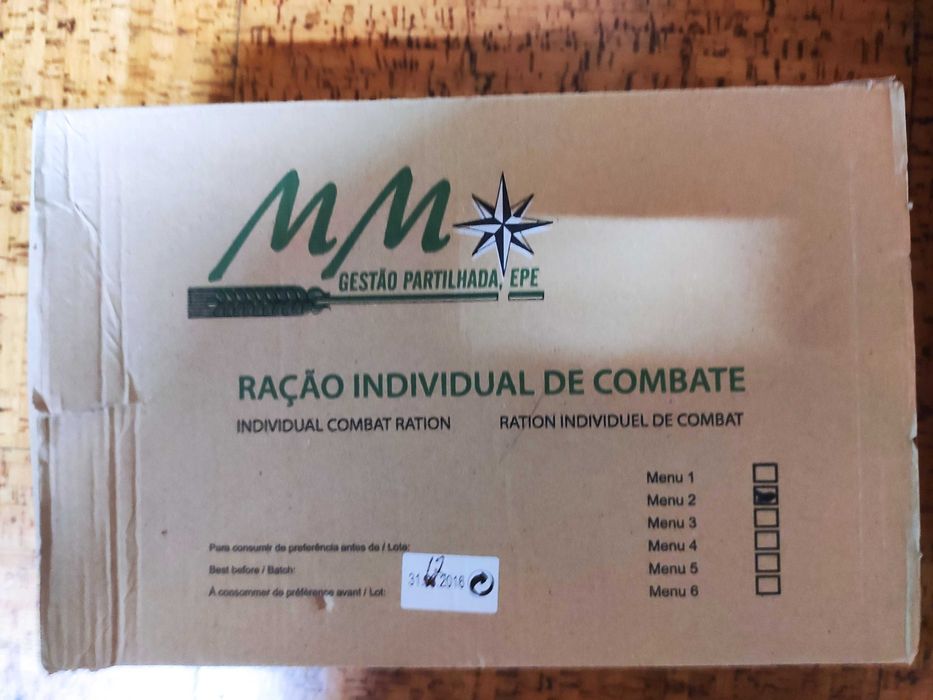 MM
GESTÃO PARTILHADA, EPE
RAÇÃO INDIVIDUAL DE COMBATE
INDIVIDUAL COMBAT RATION RATION INDIVIDUEL DE COMBAT
Menu 1
Menu 2
Menu 3
Menu 4
Menu 5
Menu 6
Para consumir de preferência antes de / Lote:
Best before / Batch:
À consommer de préférence avant / Lot:
31 12 2016